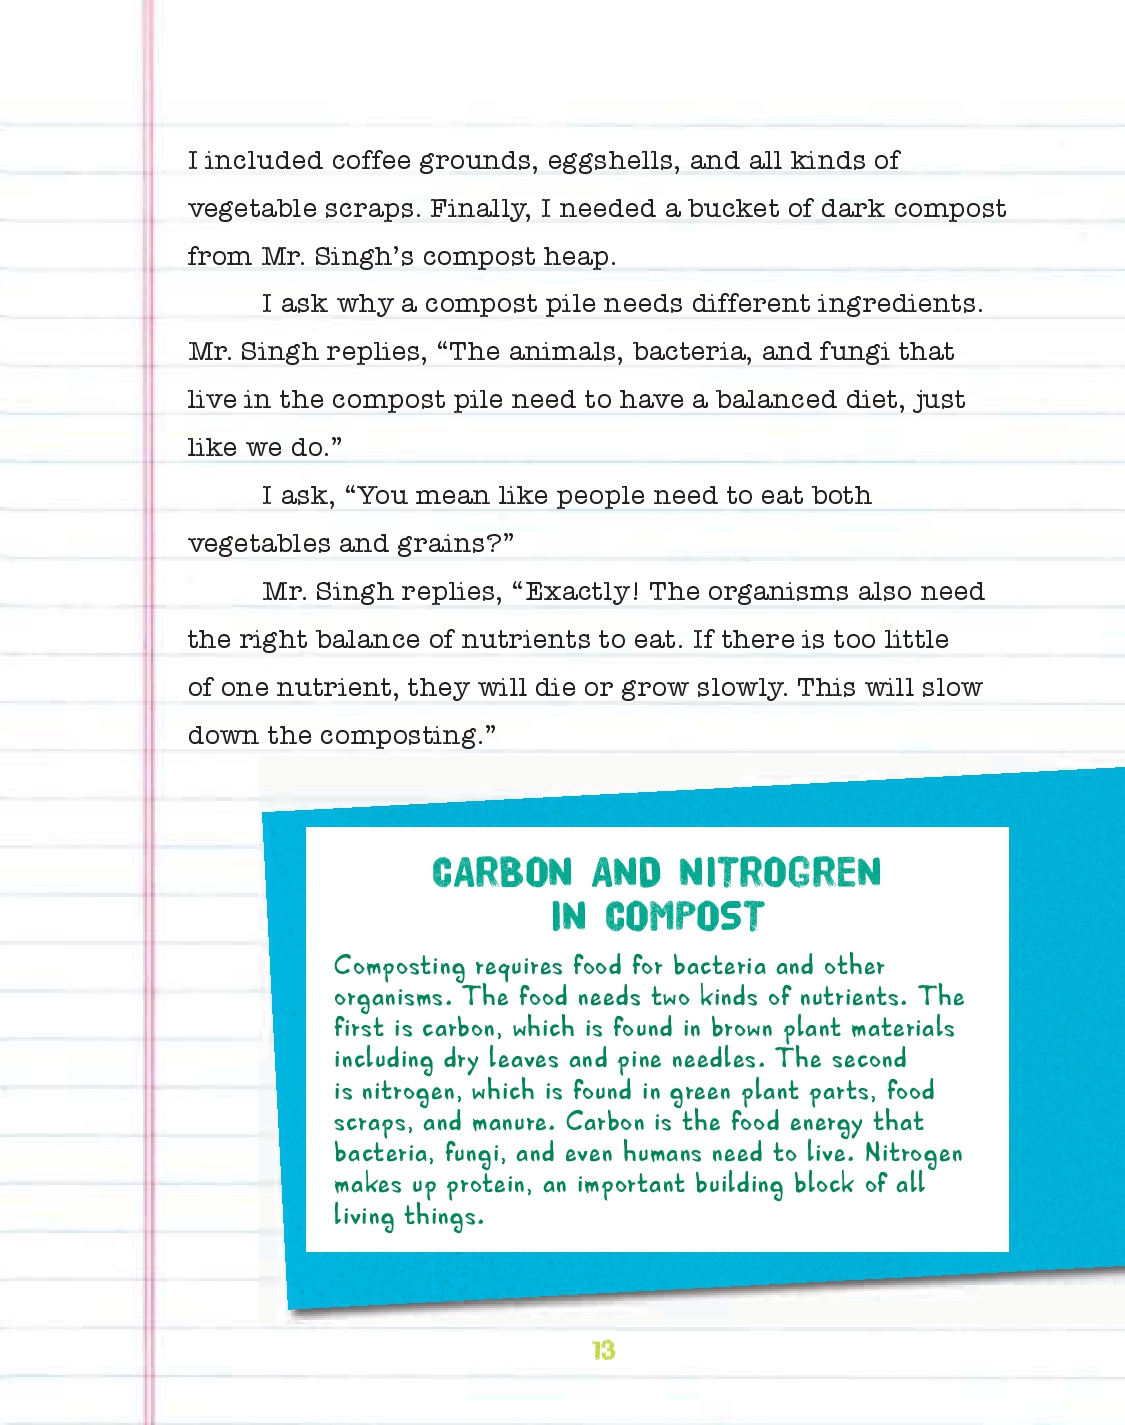 I included coffee grounds, eggshells, and all kinds of
vegetable scraps. Finally, I needed a bucket of dark compost
from Mr. Singh’s compost heap.
I ask why a compost pile needs different ingredients.
Mr. Singh replies, “The animals, bacteria, and fungi that
live in the compost pile need to have a balanced diet, just
like we do.”
I ask, “You mean like people need to eat both
vegetables and grains?”
Mr. Singh replies, “Exactly! The organisms also need
the right balance of nutrients to eat. If there is too little
of one nutrient, they will die or grow slowly. This will slow
down the composting.”
CARBON AND NITROGREN
IN COMPOST
Composting requires food for bacteria and other
organisms. The food needs two kinds of nutrients. The
first is carbon, which is found in brown plant materials
including dry leaves and pine needles. The second
is nitrogen, which is found in green plant parts, food
scraps, and manure. Carbon is the food energy that
bacteria, fungi, and even humans need to live. Nitrogen
makes up protein, an important building block of all
living things.
13